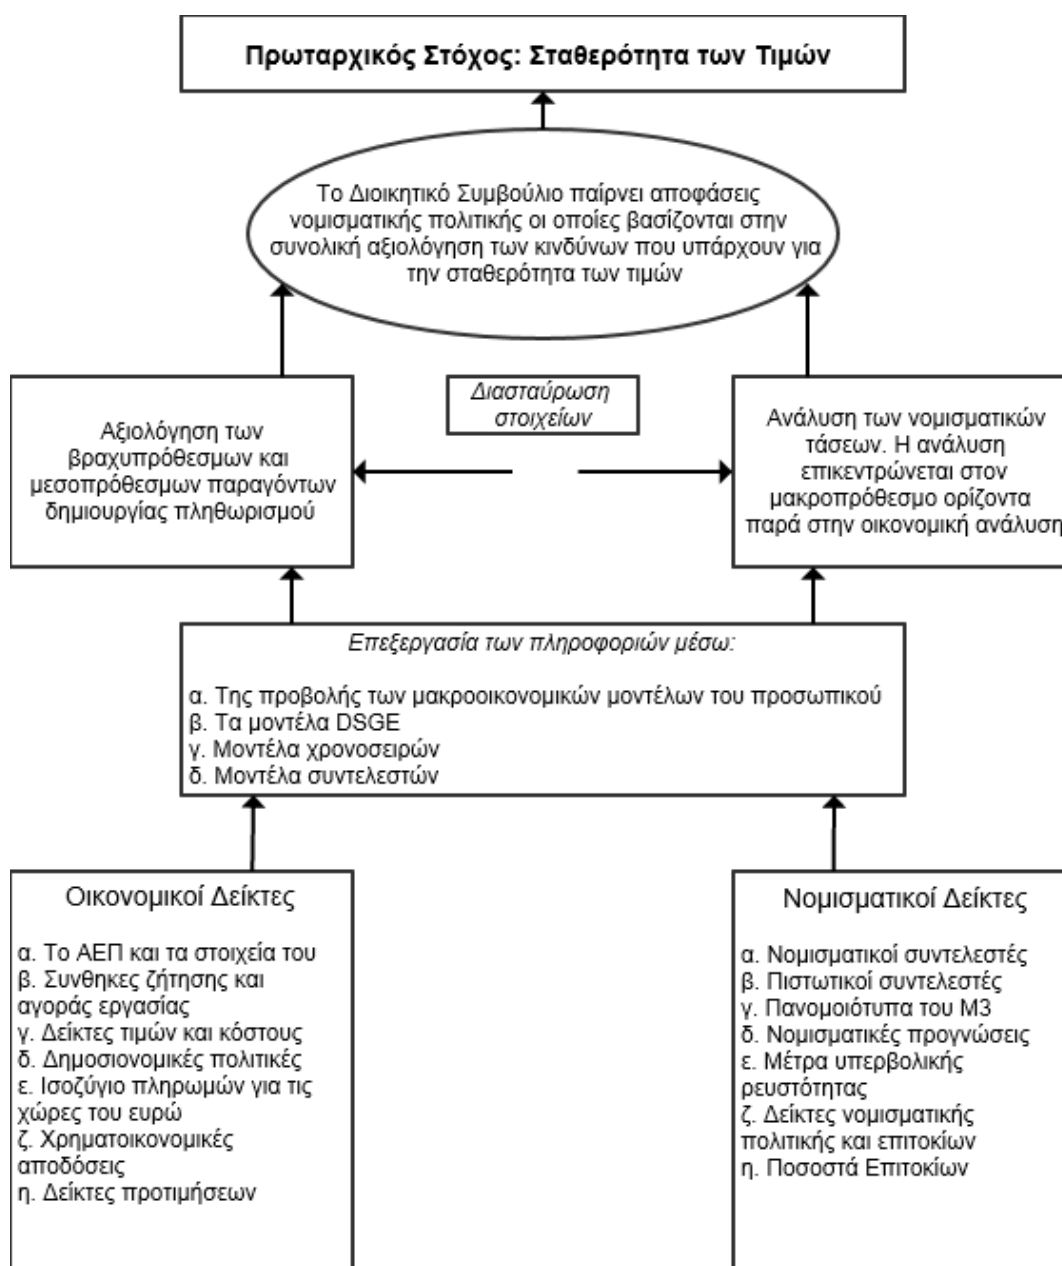 Πρωταρχικός Στόχος: Σταθερότητα των Τιμών
Το Διοικητικό Συμβούλιο παίρνει αποφάσεις
νομισματικής πολιτικής οι οποίες βασίζονται στην
συνολική αξιολόγηση των κινδύνων που υπάρχουν για
την σταθερότητα των τιμών
Αξιολόγηση των
βραχυπρόθεσμων και
μεσοπρόθεσμων παραγόντων
δημιουργίας πληθωρισμού
Διασταύρωση
στοιχείων
Ανάλυση των νομισματικών
τάσεων. Η ανάλυση
επικεντρώνεται στον
μακροπρόθεσμο ορίζοντα
παρά στην οικονομική ανάλυση
Επεξεργασία των πληροφοριών μέσω:
α. Της προβολής των μακροοικονομικών μοντέλων του προσωπικού
β. Τα μοντέλα DSGE
γ. Μοντέλα χρονοσειρών
δ. Μοντέλα συντελεστών
Οικονομικοί Δείκτες
α. Το ΑΕΠ και τα στοιχεία του
β. Συνθηκες ζήτησης και
αγοράς εργασίας
γ. Δείκτες τιμών και κόστους
δ. Δημοσιονομικές πολιτικές
ε. Ισοζύγιο πληρωμών για τις
χώρες του ευρώ
ζ. Χρηματοικονομικές
αποδόσεις
η. Δείκτες προτιμήσεων
Νομισματικοί Δείκτες
α. Νομισματικοί συντελεστές
β. Πιστωτικοί συντελεστές
γ. Πανομοιότυπα του Μ3
δ. Νομισματικές προγνώσεις
ε. Μέτρα υπερβολικής
ρευστότητας
ζ. Δείκτες νομισματικής
πολιτικής και επιτοκίων
η. Ποσοστά Επιτοκίων